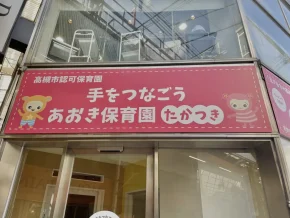 高槻市認可保育園
手をつなごう
あおき保育園 たかつき